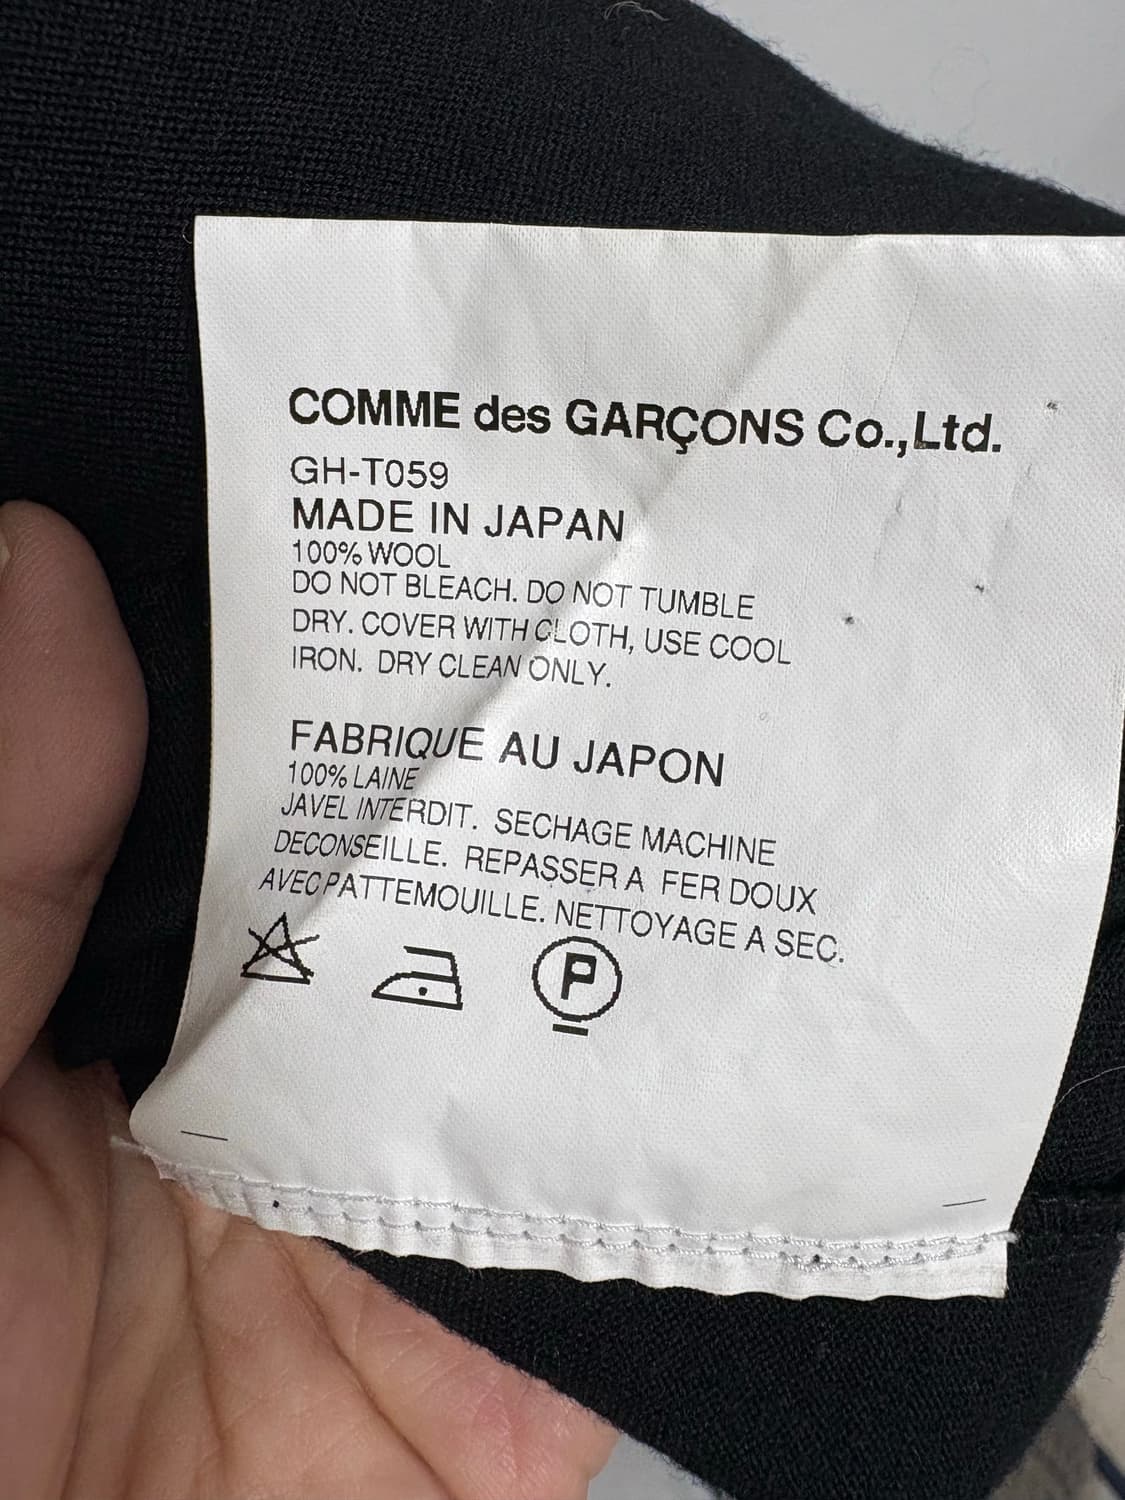 COMME des GARÇONS Co.,Ltd.
GH-T059
MADE IN JAPAN
100% WOOL
DO NOT BLEACH. DO NOT TUMBLE
DRY. COVER WITH CLOTH, USE COOL
IRON. DRY CLEAN ONLY.
FABRIQUE AU JAPON
100% LAINE
JAVEL INTERDIT. SECHAGE MACHINE
DECONSEILLE. REPASSER A FER DOUX
AVEC PATTEMOUILLE. NETTOYAGE A SEC.
P